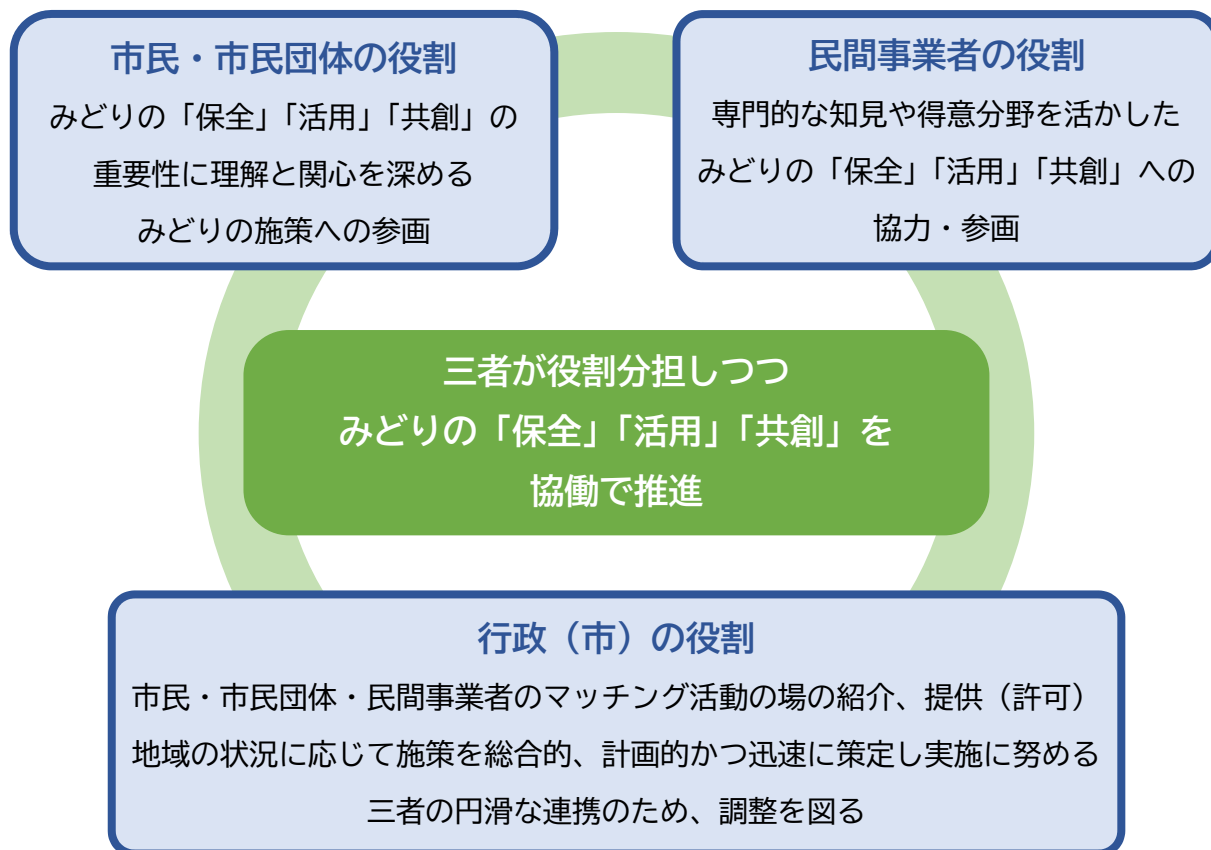 市民・市民団体の役割
みどりの「保全」「活用」「共創」の
重要性に理解と関心を深める
みどりの施策への参画
民間事業者の役割
専門的な知見や得意分野を活かした
みどりの「保全」「活用」「共創」への
協力・参画
三者が役割分担しつつ
みどりの「保全」「活用」「共創」を
協働で推進
行政（市）の役割
市民・市民団体・民間事業者のマッチング活動の場の紹介、提供（許可）
地域の状況に応じて施策を総合的、計画的かつ迅速に策定し実施に努める
三者の円滑な連携のため、調整を図る